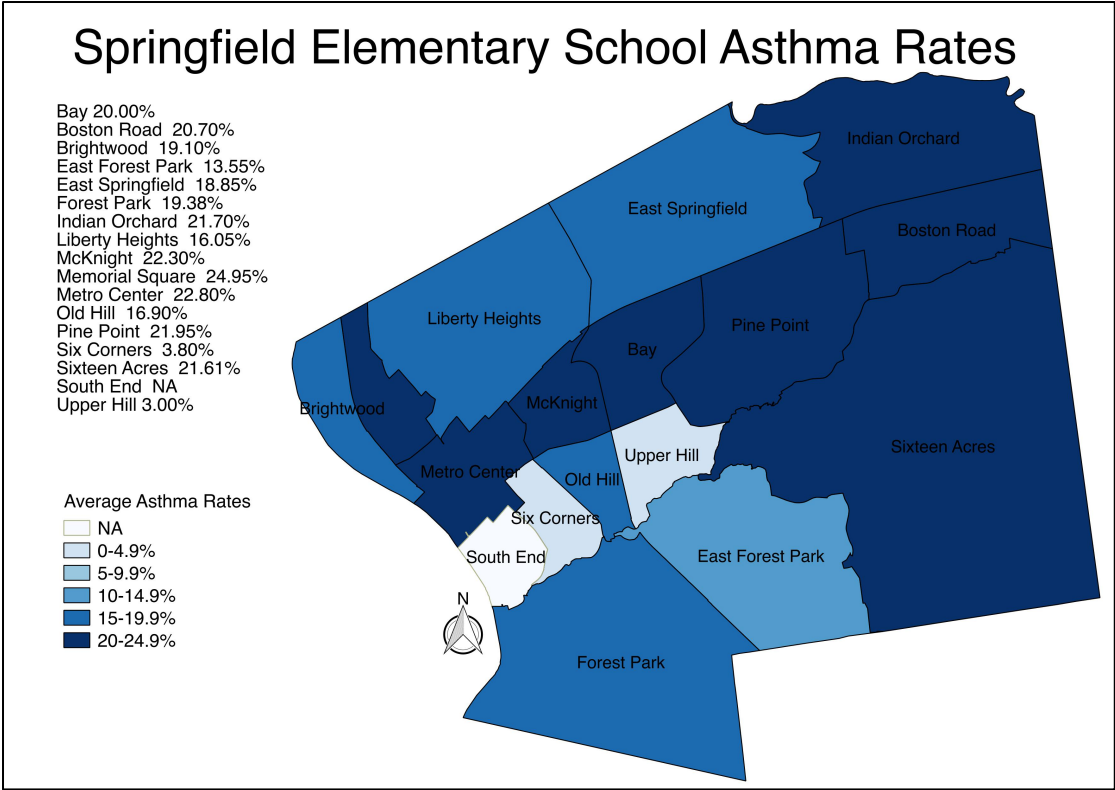 Springfield Elementary School Asthma Rates
Bay 20.00%
Boston Road 20.70%
Brightwood 19.10%
East Forest Park 13.55%
East Springfield 18.85%
Forest Park 19.38%
Indian Orchard 21.70%
Liberty Heights 16.05%
McKnight 22.30%
Memorial Square 24.95%
Metro Center 22.80%
Old Hill 16.90%
Pine Point 21.95%
Six Corners 3.80%
Sixteen Acres 21.61%
South End NA
Upper Hill 3.00%
Indian Orchard
East Springfield
Boston Road
Liberty Heights
Pine Point
Bay
McKnight
Brightwood
Sixteen Acres
Upper Hill
Metro Center
Old Hill
Six Corners
South End
East Forest Park
Forest Park
Average Asthma Rates
NA
0-4.9%
5-9.9%
10-14.9%
15-19.9%
20-24.9%
N